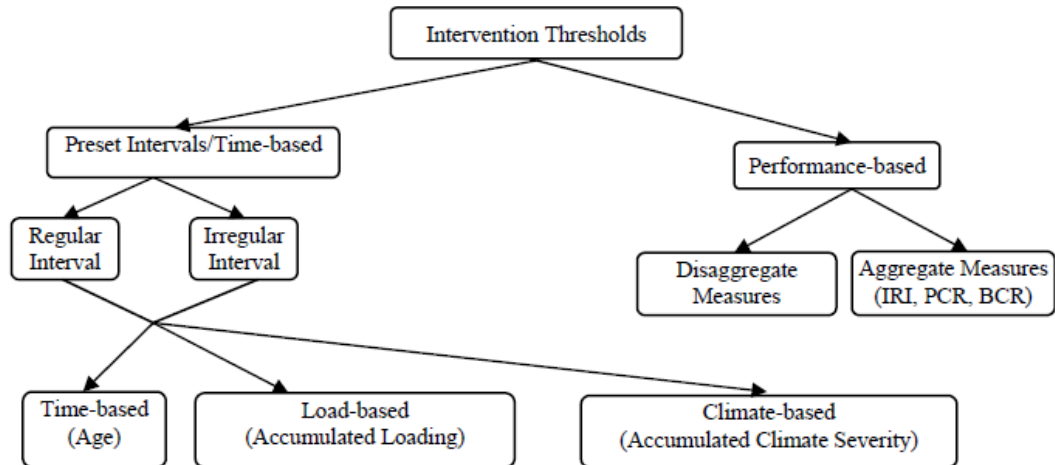 Intervention Thresholds
Preset Intervals/Time-based
Performance-based
Regular
Interval
Irregular
Interval
Disaggregate
Measures
Aggregate Measures
(IRI, PCR, BCR)
Time-based
(Age)
Load-based
(Accumulated Loading)
Climate-based
(Accumulated Climate Severity)